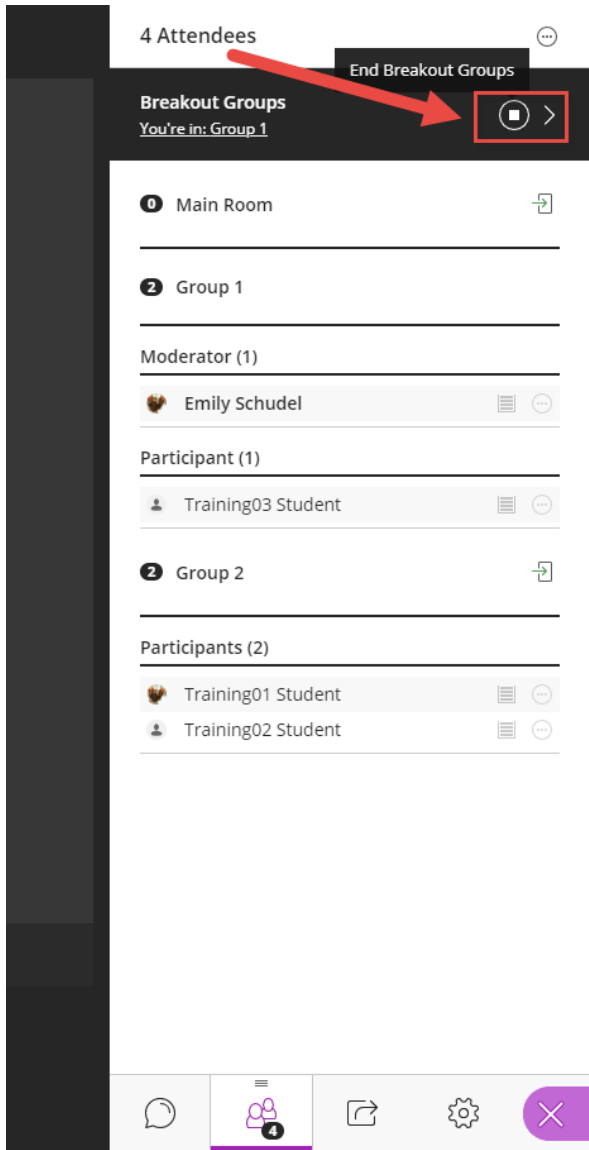 4 Attendees
End Breakout Groups
Breakout Groups
You're in: Group 1
0 Main Room
2 Group 1
Moderator (1)
Emily Schudel
Participant (1)
Training03 Student
2 Group 2
Participants (2)
Training01 Student
Training02 Student
4